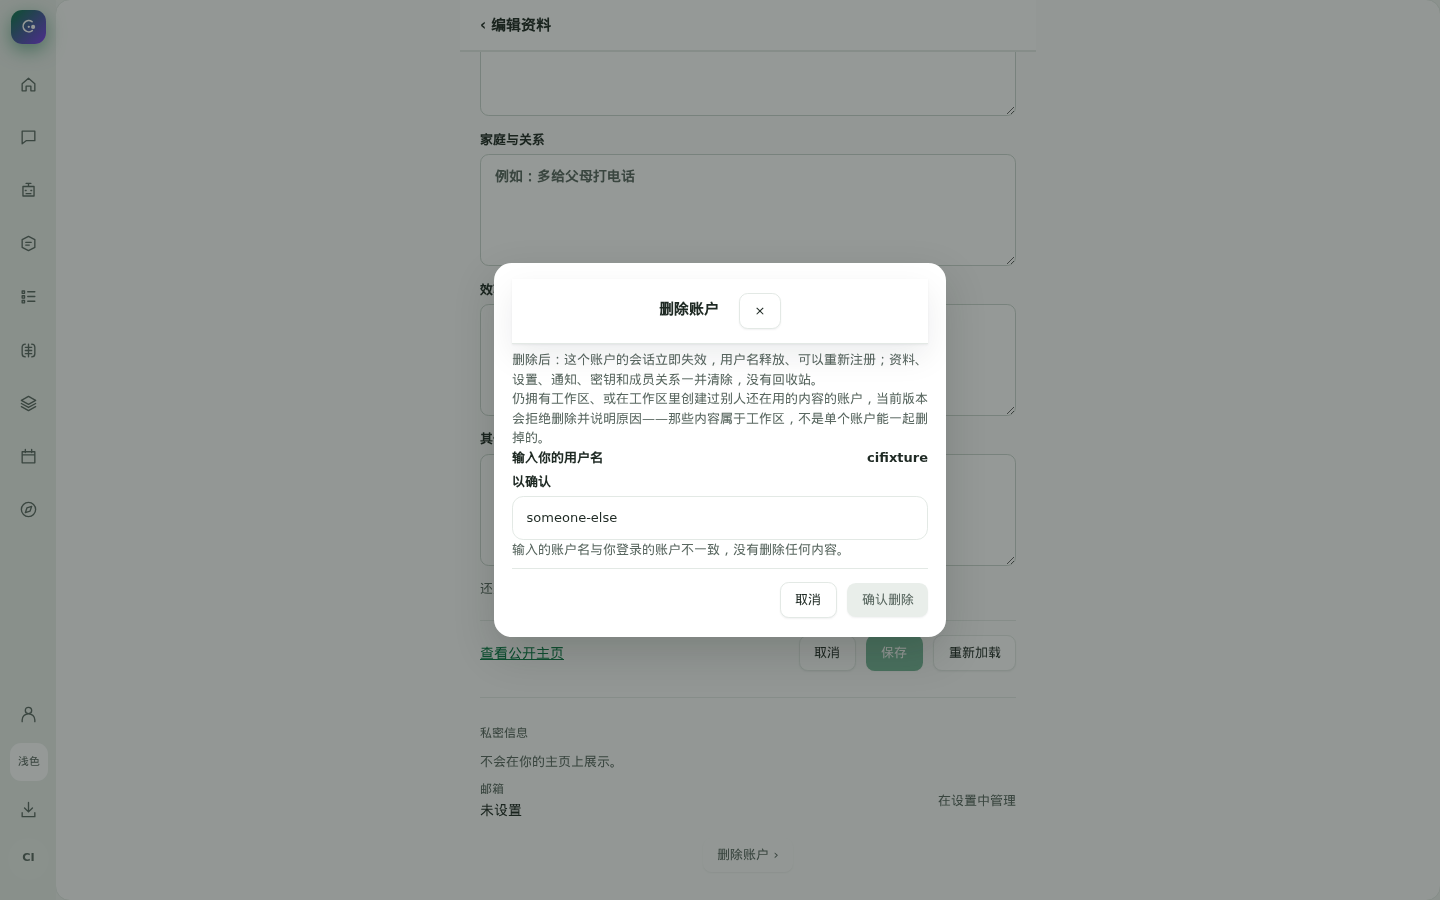 ‹ 编辑资料
家庭与关系
例如：多给父母打电话
效
删除账户
×
删除后：这个账户的会话立即失效，用户名释放、可以重新注册；资料、
设置、通知、密钥和成员关系一并清除，没有回收站。
仍拥有工作区、或在工作区里创建过别人还在用的内容的账户，当前版本
会拒绝删除并说明原因——那些内容属于工作区，不是单个账户能一起删
掉的。
输入你的用户名 cifixture
以确认
someone-else
输入的账户名与你登录的账户不一致，没有删除任何内容。
取消 确认删除
其
还
查看公开主页 取消 保存 重新加载
私密信息
不会在你的主页上展示。
邮箱
未设置
在设置中管理
删除账户 ›
浅色
CI